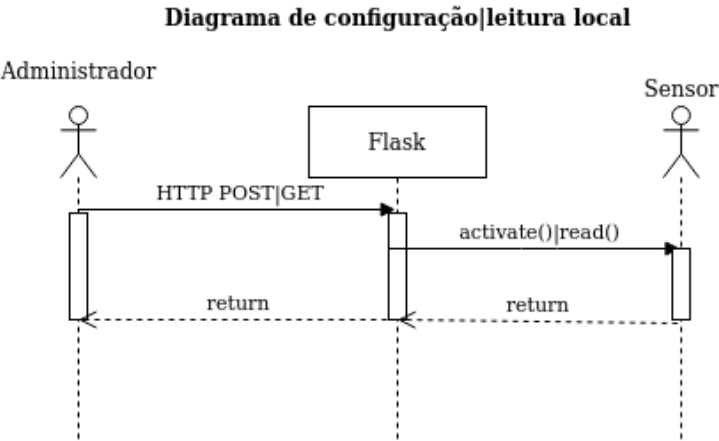 Diagrama de configuração|leitura local
Administrador
Sensor
Flask
HTTP POST|GET
activate()|read()
return
return